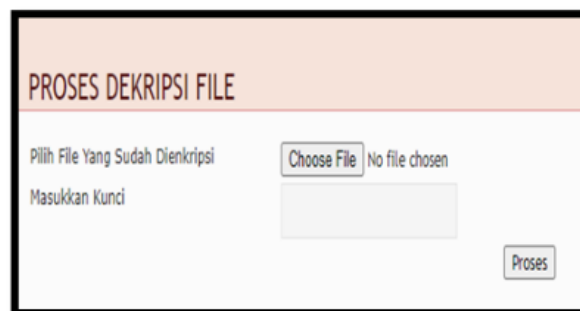 PROSES DEKRIPSI FILE
Pilih File Yang Sudah Dienkripsi Choose File No file chosen
Masukkan Kunci
Proses